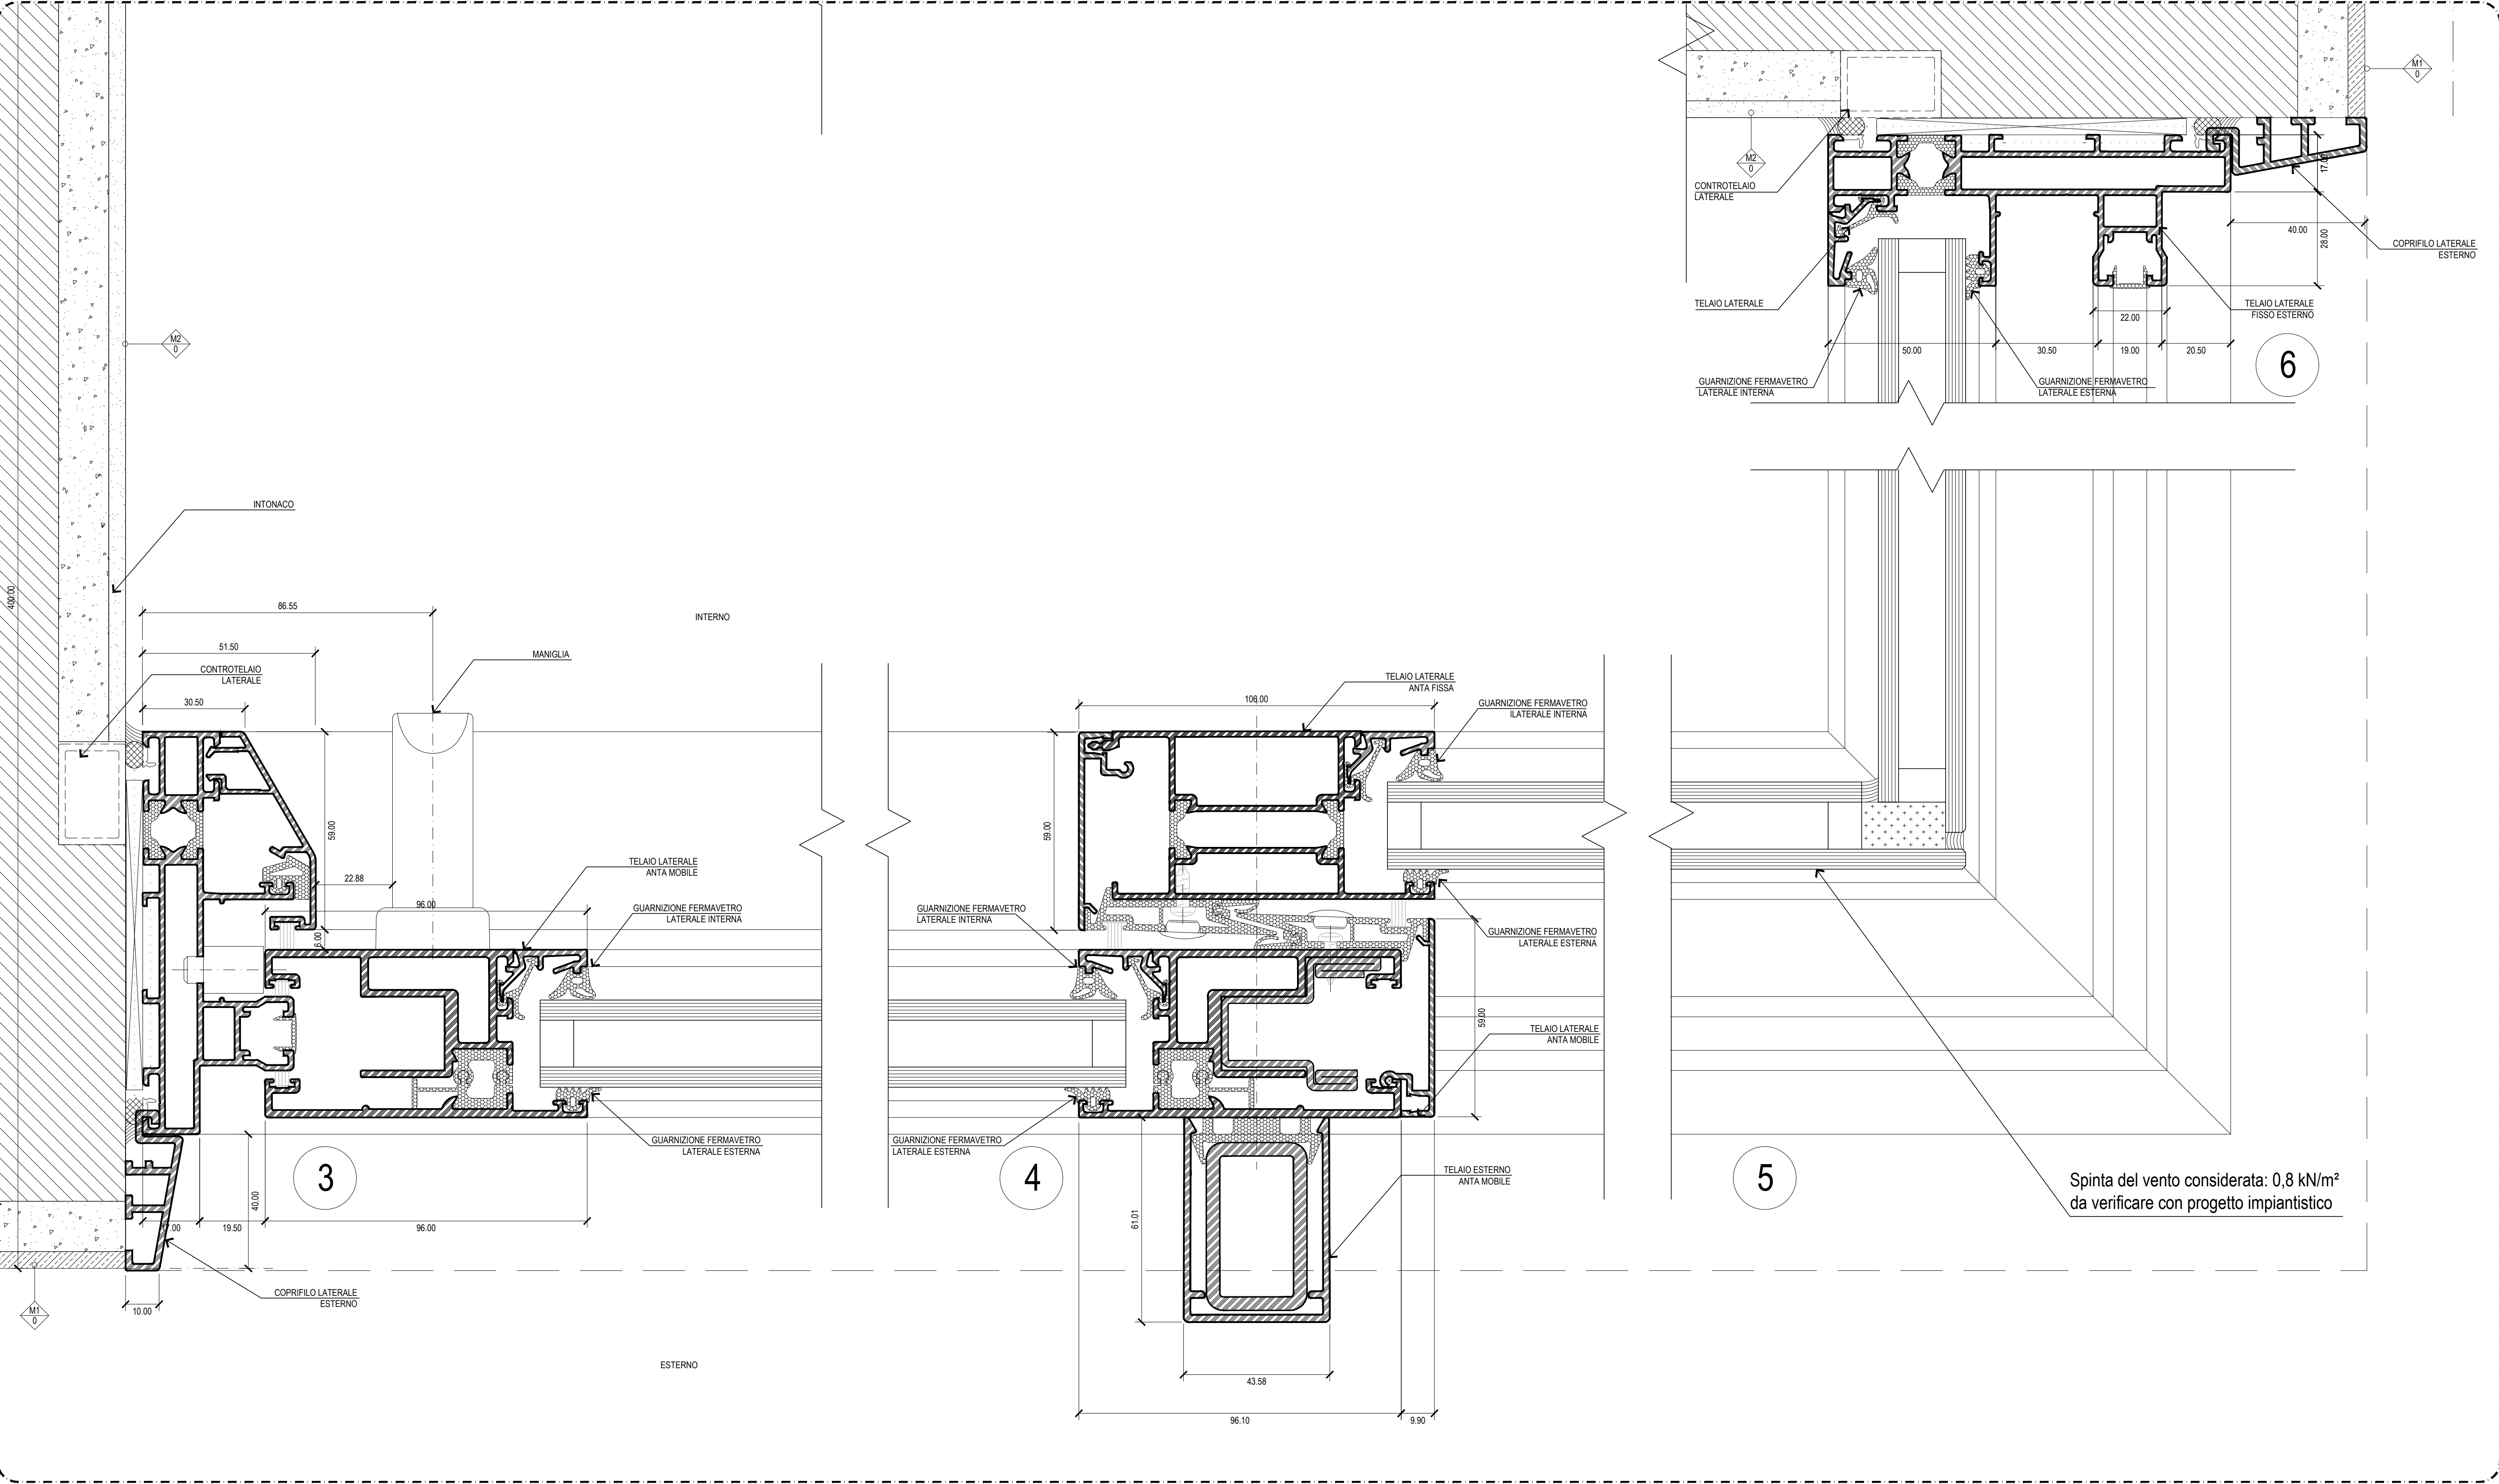 M1
0
M2
0
CONTROTELAIO
LATERALE
17.00
40.00
28.00
COPRIFILO LATERALE
ESTERNO
TELAIO LATERALE
TELAIO LATERALE
FISSO ESTERNO
22.00
50.00
30.50
19.00
20.50
6
GUARNIZIONE FERMAVETRO
LATERALE INTERNA
GUARNIZIONE FERMAVETRO
LATERALE ESTERNA
M2
0
INTONACO
400.00
86.55
INTERNO
51.50
MANIGLIA
CONTROTELAIO
LATERALE
30.50
59.00
22.88
TELAIO LATERALE
ANTA MOBILE
96.00
GUARNIZIONE FERMAVETRO
LATERALE INTERNA
6.00
GUARNIZIONE FERMAVETRO
LATERALE ESTERNA
3
40.00
17.00
19.50
96.00
COPRIFILO LATERALE
ESTERNO
10.00
M1
0
ESTERNO
TELAIO LATERALE
ANTA FISSA
106.00
GUARNIZIONE FERMAVETRO
ILATERALE INTERNA
59.00
GUARNIZIONE FERMAVETRO
LATERALE INTERNA
GUARNIZIONE FERMAVETRO
LATERALE ESTERNA
59.00
TELAIO LATERALE
ANTA MOBILE
GUARNIZIONE FERMAVETRO
LATERALE ESTERNA
4
TELAIO ESTERNO
ANTA MOBILE
61.01
43.58
96.10
9.90
5
Spinta del vento considerata: 0,8 kN/m²
da verificare con progetto impiantistico